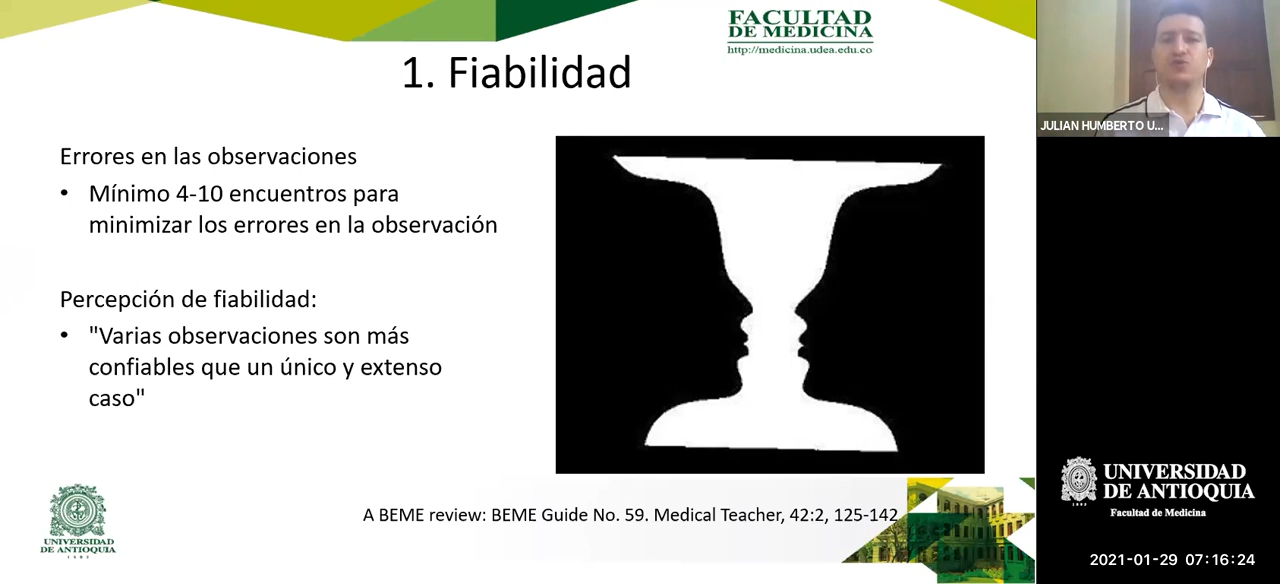 FACULTAD
DE MEDICINA
http://medicina.udea.edu.co
1. Fiabilidad
JULIAN HUMBERTO U...
Errores en las observaciones
• Mínimo 4-10 encuentros para
minimizar los errores en la observación
Percepción de fiabilidad:
• "Varias observaciones son más
confiables que un único y extenso
caso"
UNIVERSIDAD
DE ANTIOQUIA
1803
A BEME review: BEME Guide No. 59. Medical Teacher, 42:2, 125-142
UNIVERSIDAD
DE ANTIOQUIA
1803
Facultad de Medicina
2021-01-29 07:16:24